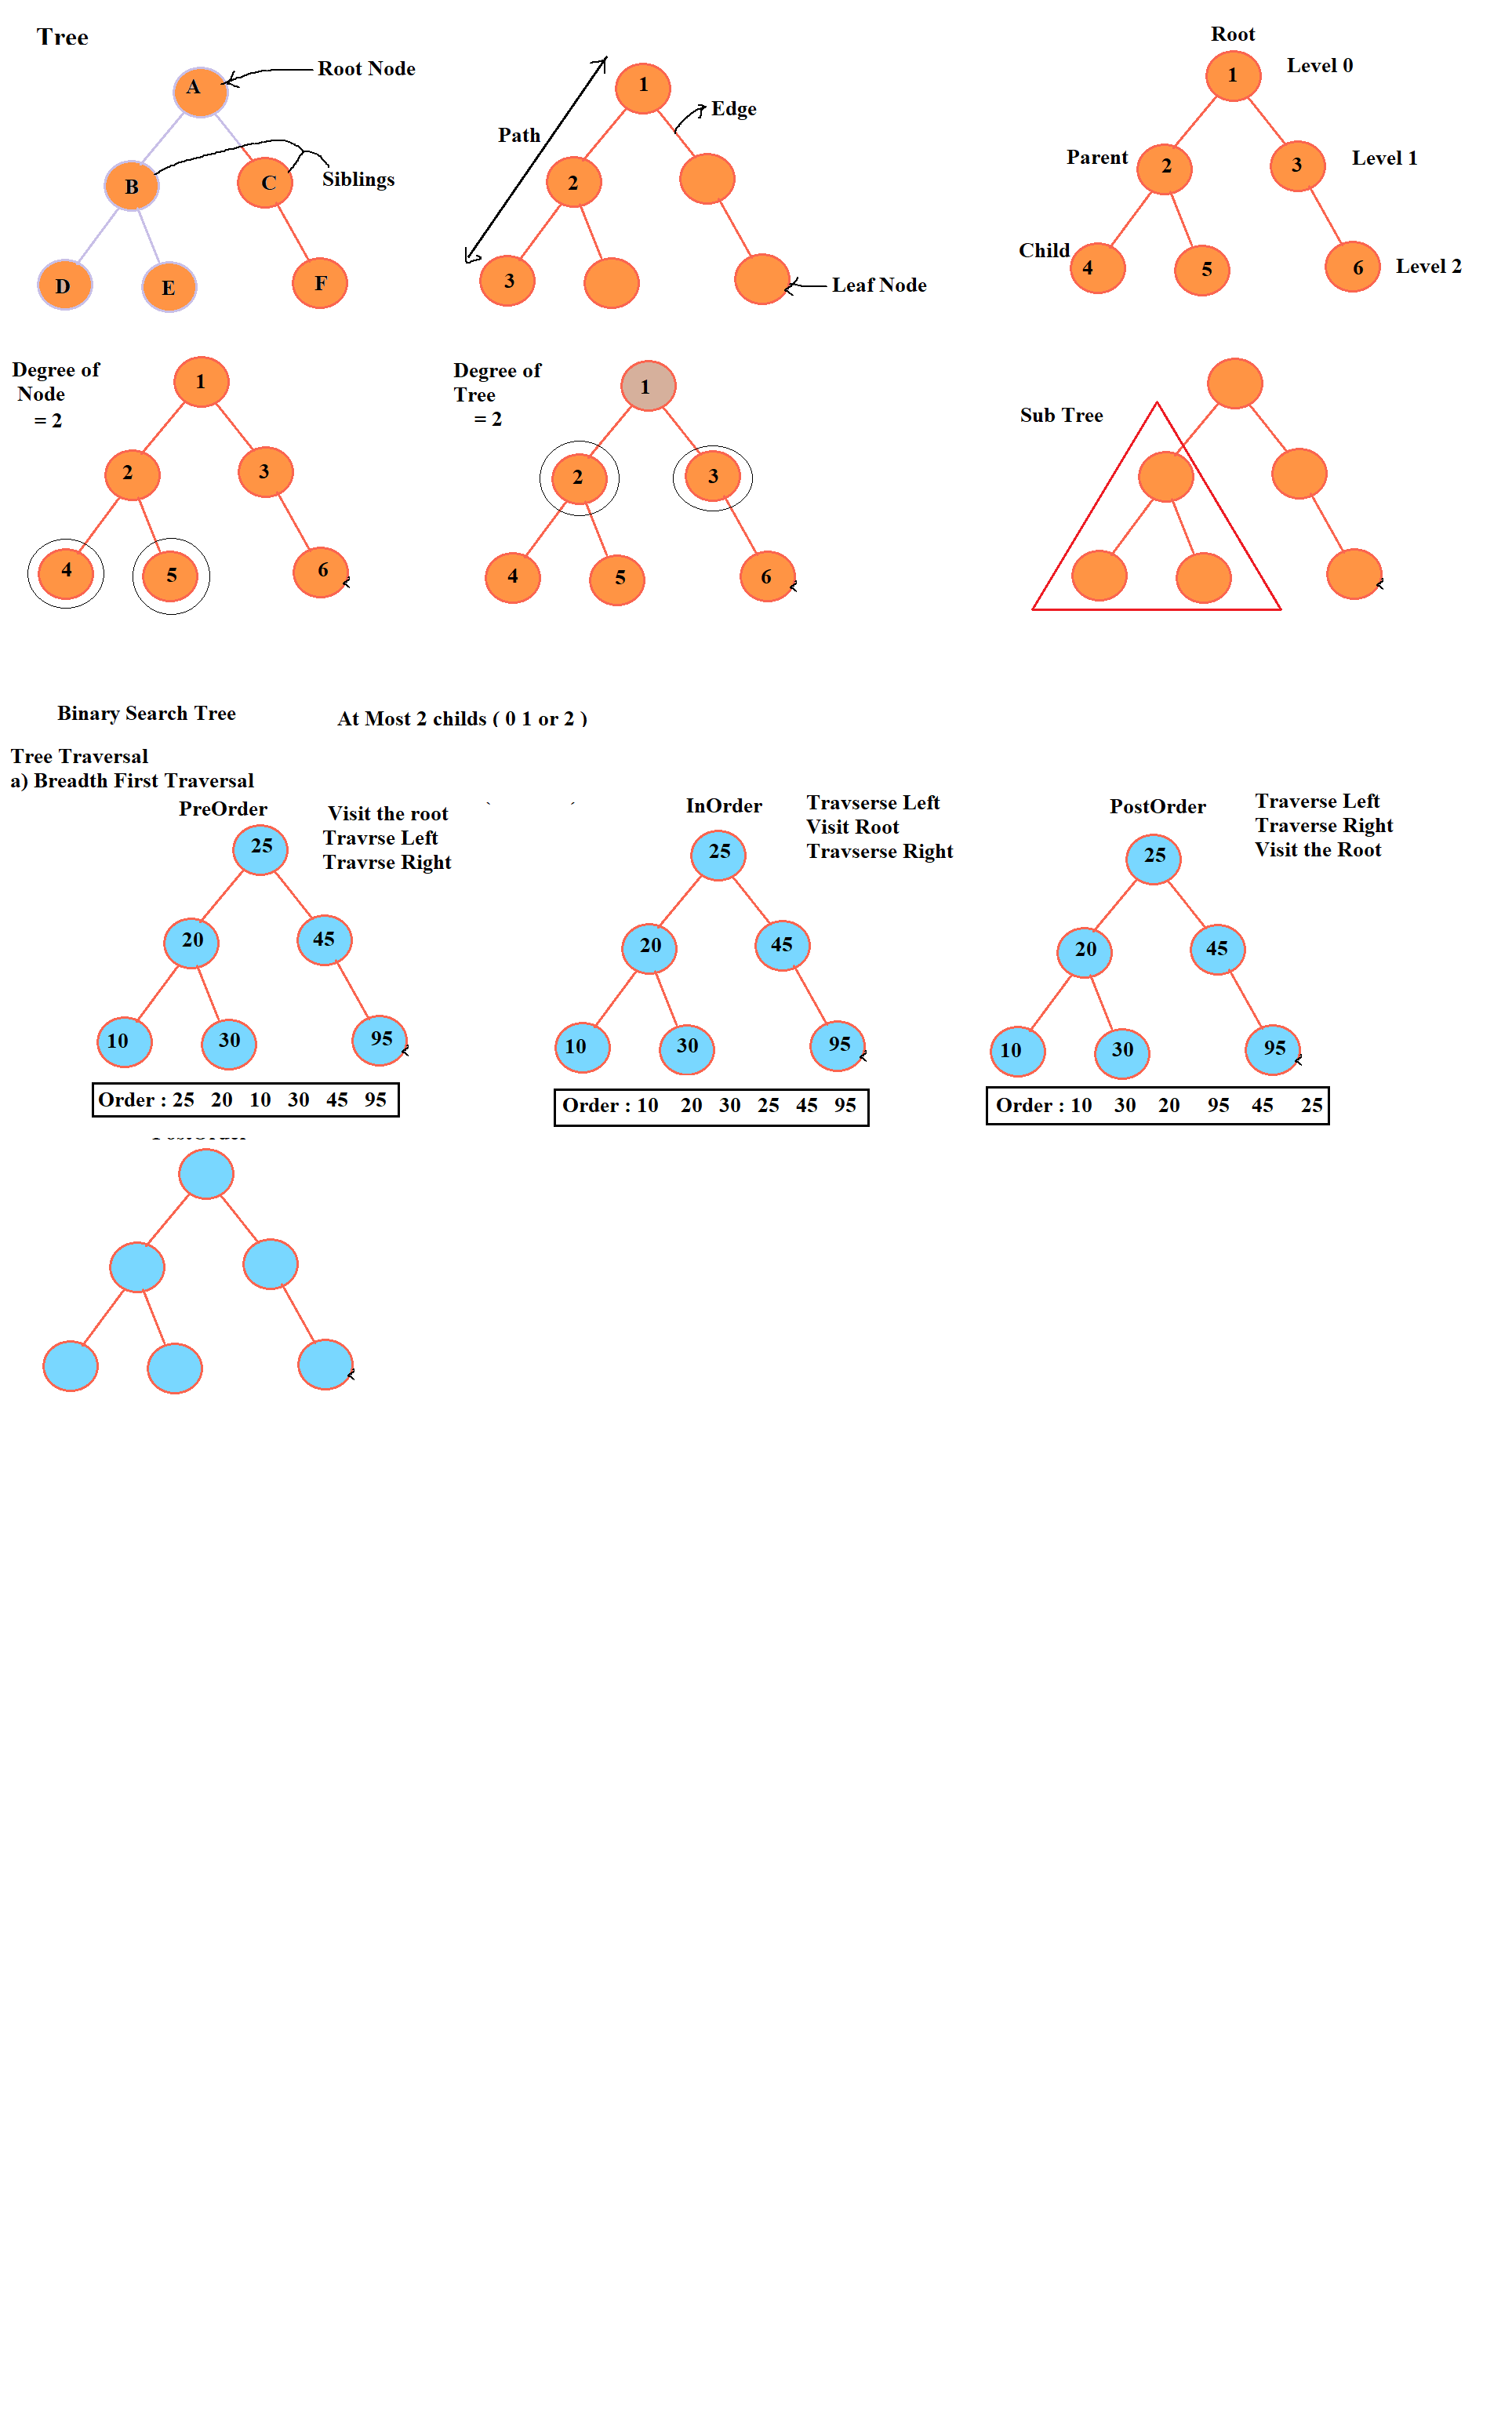 Tree
Root Node
A
B
C
Siblings
D
E
F
Path
1
Edge
2
3
Leaf Node
Root
1
Level 0
Parent
2
3
Level 1
Child
4
5
6
Level 2
Degree of
Node
= 2
1
2
3
4
5
6
Degree of
Tree
= 2
1
2
3
4
5
6
Sub Tree
Binary Search Tree
At Most 2 childs ( 0 1 or 2 )
Tree Traversal
a) Breadth First Traversal
PreOrder
Visit the root
Travrse Left
Travrse Right
25
20
45
10
30
95
Order : 25 20 10 30 45 95
InOrder
Travserse Left
Visit Root
Travserse Right
25
20
45
10
30
95
Order : 10 20 30 25 45 95
PostOrder
Traverse Left
Traverse Right
Visit the Root
25
20
45
10
30
95
Order : 10 30 20 95 45 25